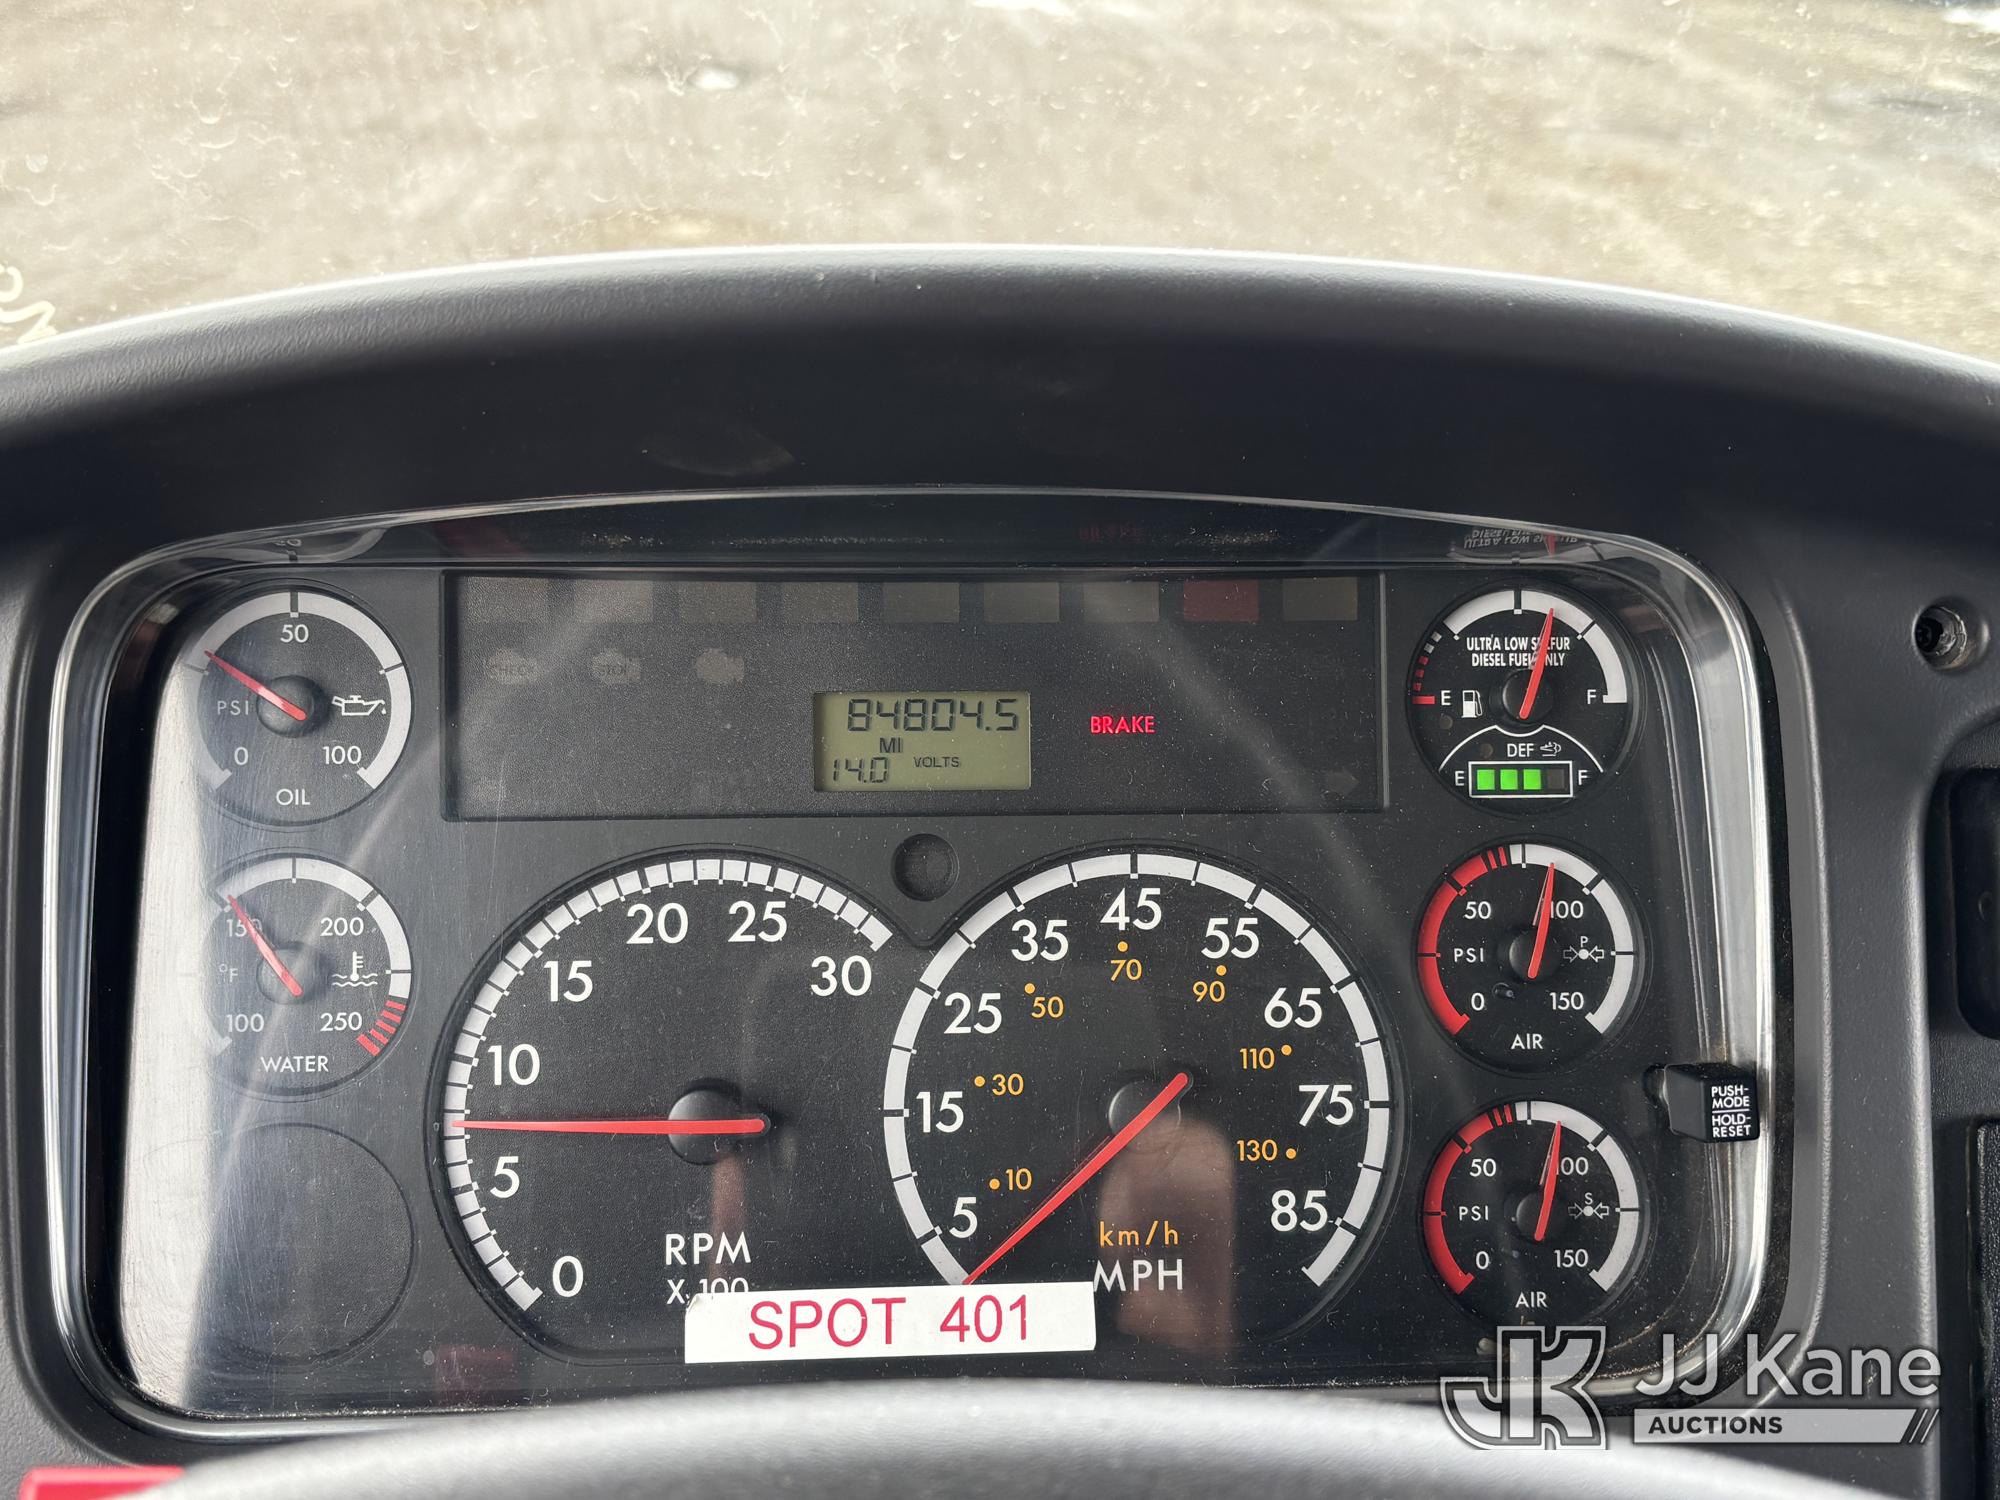 50
PSI
0
100
OIL
84804.5
MI
14.0 VOLTS
BRAKE
ULTRA LOW SULFUR
DIESEL FUEL ONLY
E
F
DEF
E
F
150
200
°F
100
250
WATER
0
5
10
15
20
25
30
RPM
X 100
5
15
25
35
45
55
65
75
85
10
30
50
70
90
110
130
km/h
MPH
50
100
PSI
P
0
150
AIR
PUSH-
MODE
HOLD-
RESET
50
100
PSI
S
0
150
AIR
SPOT 401
JK
JJ Kane
AUCTIONS